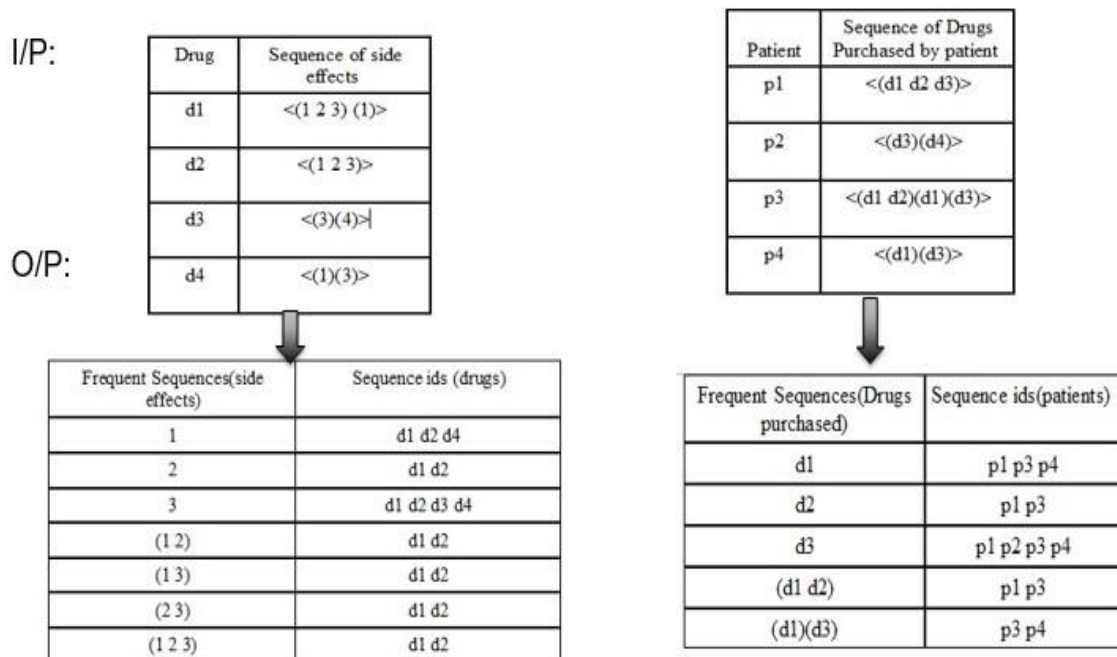 I/P:
Drug Sequence of side
effects
d1 <(1 2 3) (1)>
d2 <(1 2 3)>
d3 <(3)(4)>
d4 <(1)(3)>
Patient Sequence of Drugs
Purchased by patient
p1 <(d1 d2 d3)>
p2 <(d3)(d4)>
p3 <(d1 d2)(d1)(d3)>
p4 <(d1)(d3)>
O/P:
Frequent Sequences(side
effects) Sequence ids (drugs)
1 d1 d2 d4
2 d1 d2
3 d1 d2 d3 d4
(1 2) d1 d2
(1 3) d1 d2
(2 3) d1 d2
(1 2 3) d1 d2
Frequent Sequences(Drugs
purchased) Sequence ids(patients)
d1 p1 p3 p4
d2 p1 p3
d3 p1 p2 p3 p4
(d1 d2) p1 p3
(d1)(d3) p3 p4